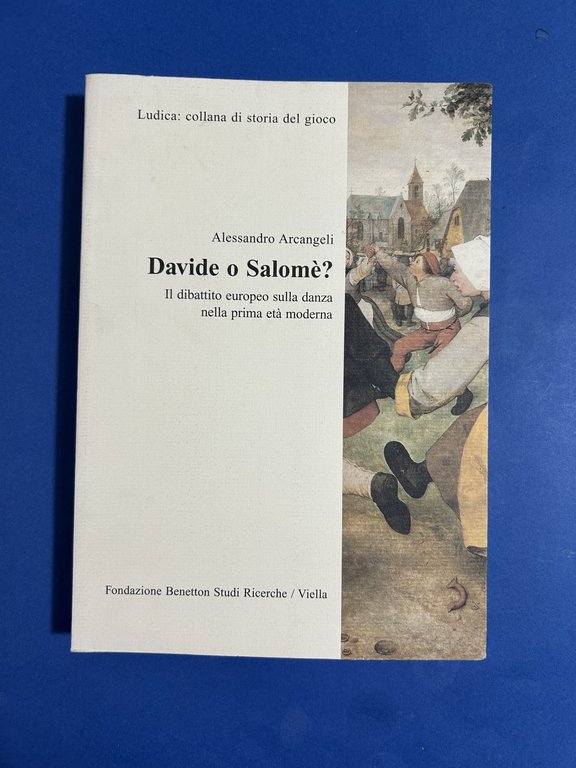 Ludica: collana di storia del gioco
Alessandro Arcangeli
Davide o Salomè?
Il dibattito europeo sulla danza
nella prima età moderna
Fondazione Benetton Studi Ricerche / Viella